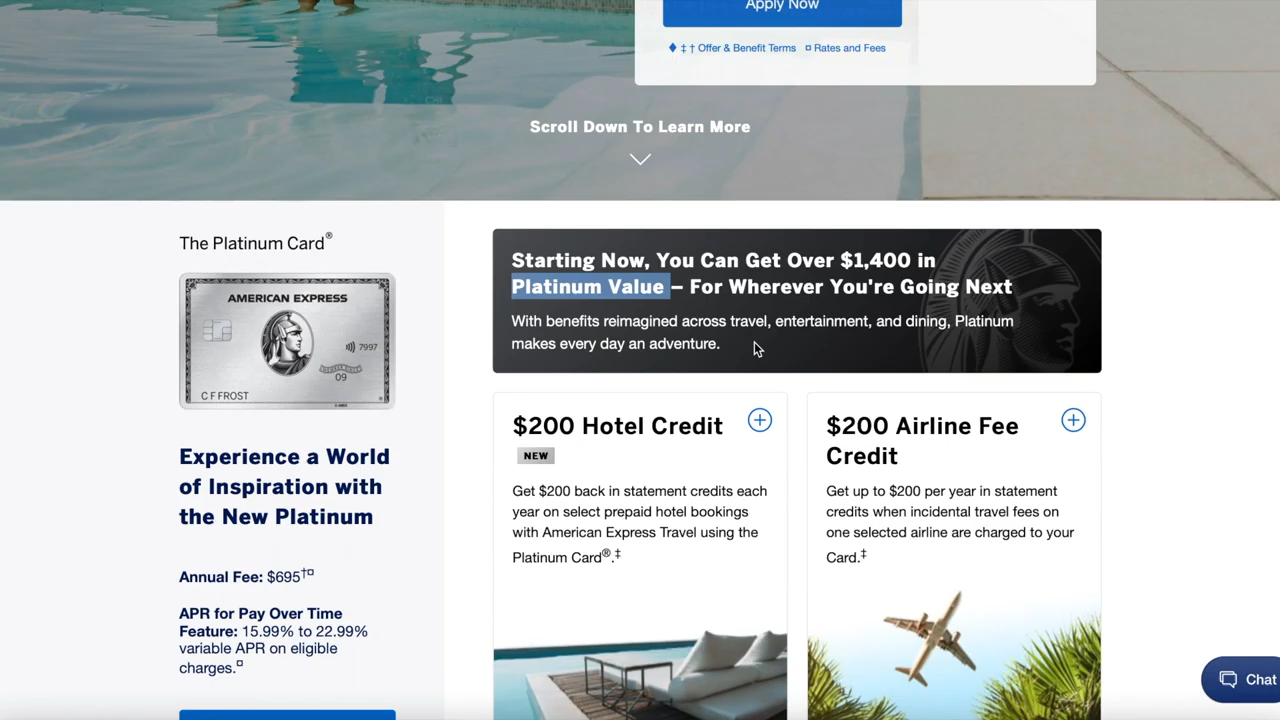 Apply Now
♦ ‡ † Offer & Benefit Terms ¤ Rates and Fees
Scroll Down To Learn More
The Platinum Card®
AMERICAN EXPRESS
7997
09
C F FROST
Experience a World
of Inspiration with
the New Platinum
Annual Fee: $695†¤
APR for Pay Over Time
Feature: 15.99% to 22.99%
variable APR on eligible
charges.¤
Starting Now, You Can Get Over $1,400 in
Platinum Value – For Wherever You're Going Next
With benefits reimagined across travel, entertainment, and dining, Platinum
makes every day an adventure.
$200 Hotel Credit
NEW
Get $200 back in statement credits each
year on select prepaid hotel bookings
with American Express Travel using the
Platinum Card®.‡
$200 Airline Fee
Credit
Get up to $200 per year in statement
credits when incidental travel fees on
one selected airline are charged to your
Card.‡
Chat